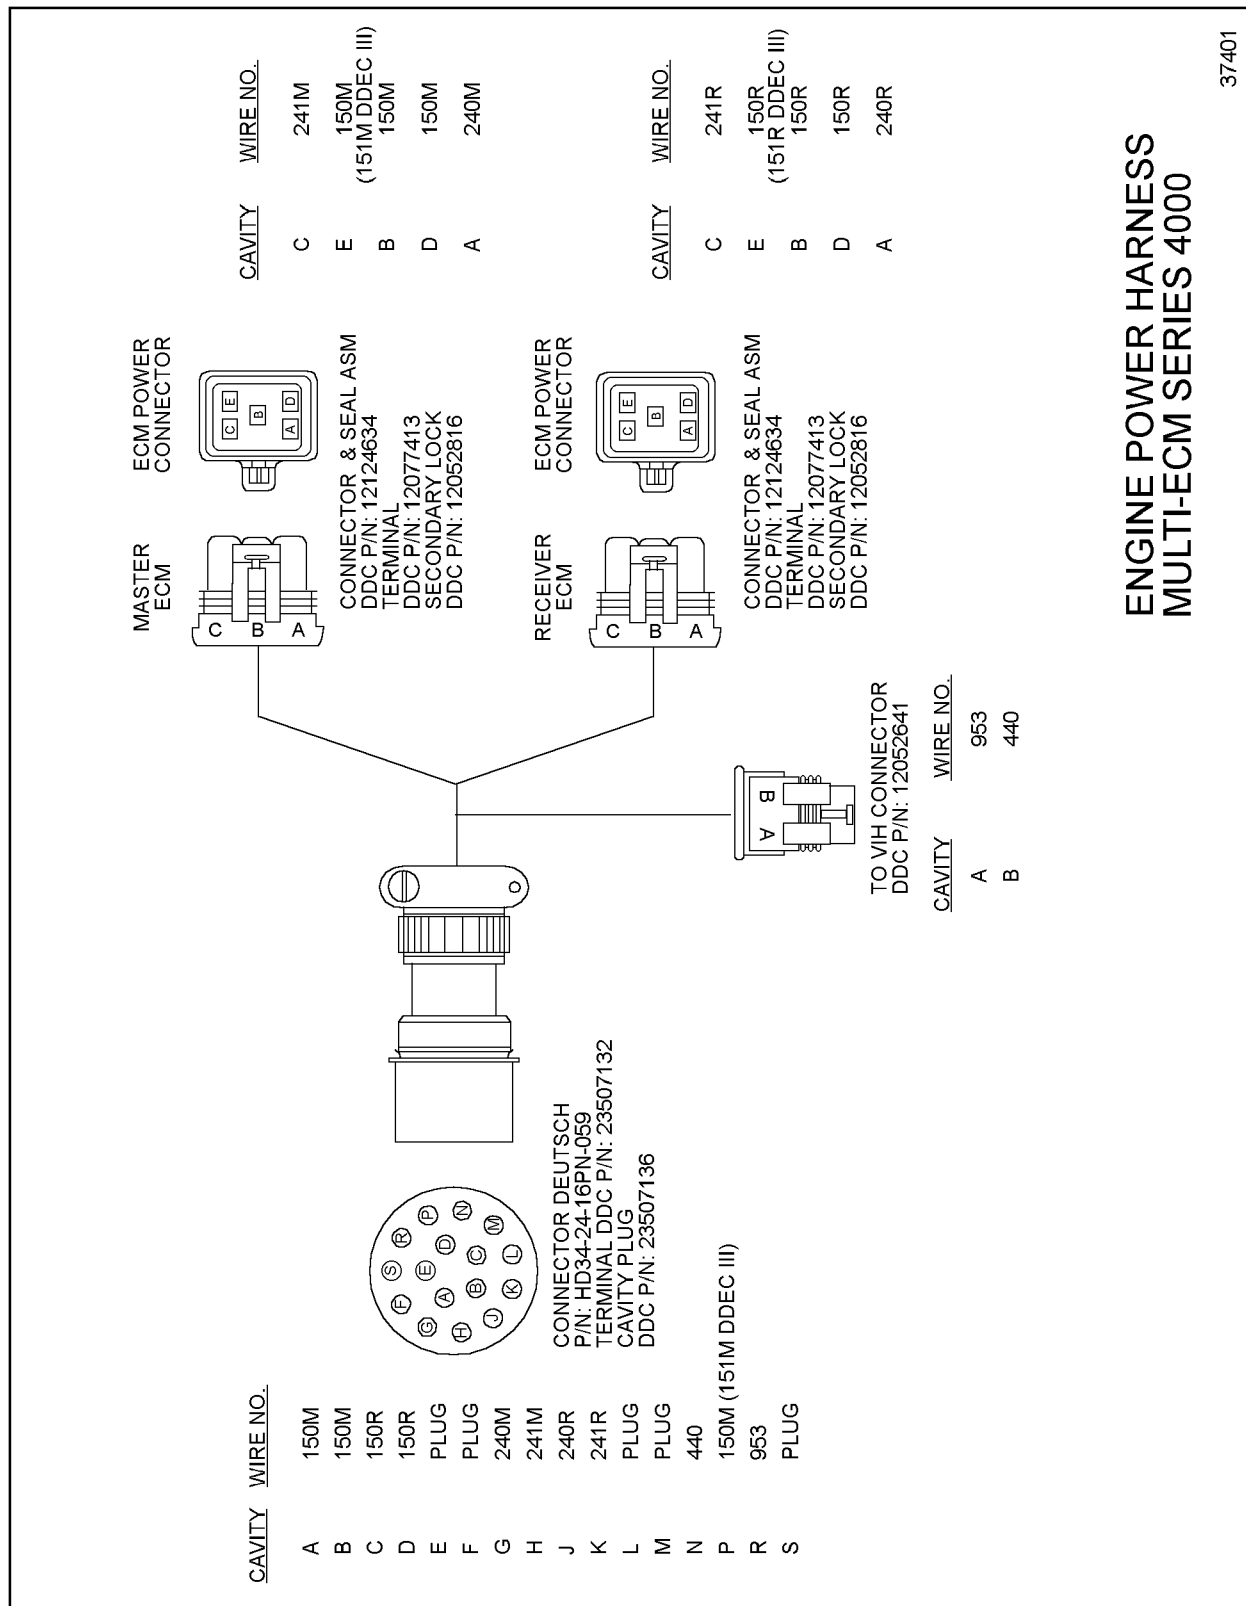 CAVITY WIRE NO.
A 150M
B 150M
C 150R
D 150R
E PLUG
F PLUG
G 240M
H 241M
J 240R
K 241R
L PLUG
M PLUG
N 440
P 150M (151M DDEC III)
R 953
S PLUG
S
R
P
N
M
L
K
J
H
G
F
E
D
C
B
A
CONNECTOR DEUTSCH
P/N: HD34-24-16PN-059
TERMINAL DDC P/N: 23507132
CAVITY PLUG
DDC P/N: 23507136
MASTER
ECM
C B A
ECM POWER
CONNECTOR
C E
B
A D
CONNECTOR & SEAL ASM
DDC P/N: 12124634
TERMINAL
DDC P/N: 12077413
SECONDARY LOCK
DDC P/N: 12052816
CAVITY WIRE NO.
C 241M
E 150M
(151M DDEC III)
B 150M
D 150M
A 240M
RECEIVER
ECM
C B A
ECM POWER
CONNECTOR
C E
B
A D
CONNECTOR & SEAL ASM
DDC P/N: 12124634
TERMINAL
DDC P/N: 12077413
SECONDARY LOCK
DDC P/N: 12052816
CAVITY WIRE NO.
C 241R
E 150R
(151R DDEC III)
B 150R
D 150R
A 240R
A B
TO VIH CONNECTOR
DDC P/N: 12052641
CAVITY WIRE NO.
A 953
B 440
ENGINE POWER HARNESS
MULTI-ECM SERIES 4000
37401